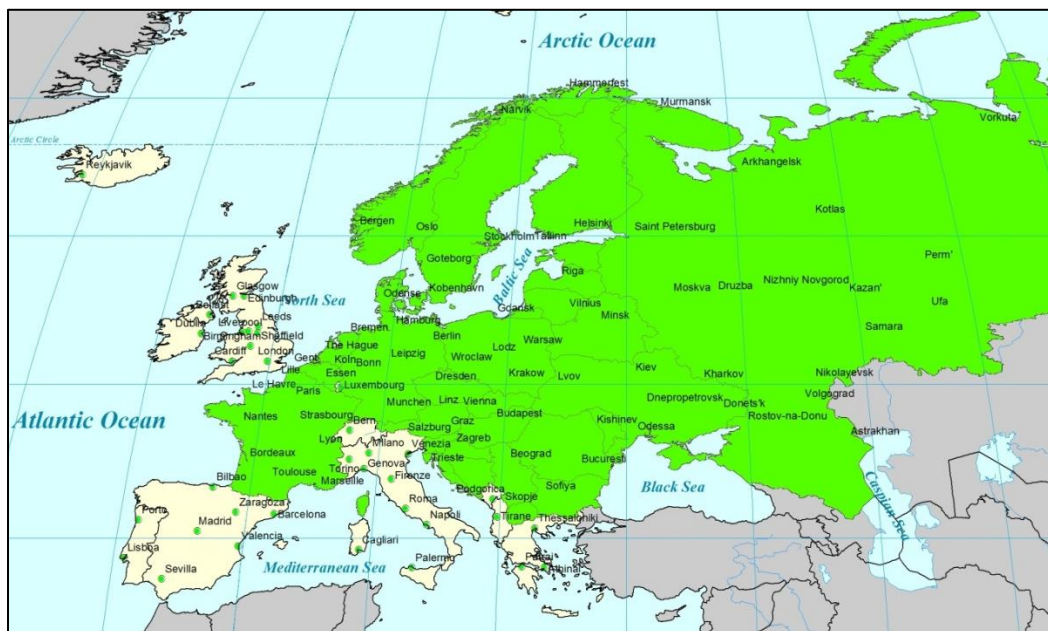 Arctic Ocean
Hammerfest
Murmansk
Narvik
Vorkuta
Arctic Circle
Arkhangelsk
Reykjavik
Kotlas
Bergen
Oslo
Helsinki
Saint Petersburg
Stockholm
Tallinn
Goteborg
Perm'
Riga
Baltic Sea
Nizhniy Novgorod
Moskva
Druzba
Kazan'
Glasgow
Edinburgh
North Sea
Odense
Kobenhavn
Vilnius
Ufa
Belfast
Gdansk
Minsk
Dublin
Liverpool
Leeds
Hamburg
Bremen
Samara
Birmingham
Sheffield
Berlin
Warsaw
The Hague
Lodz
Leipzig
Wroclaw
Cardiff
London
Gent
Koln
Bonn
Lille
Essen
Dresden
Krakow
Lvov
Kiev
Kharkov
Nikolayevsk
Le Havre
Paris
Luxembourg
Volgograd
Munchen
Linz
Vienna
Dnepropetrovsk
Donets'k
Atlantic Ocean
Nantes
Strasbourg
Bern
Salzburg
Graz
Budapest
Kishinev
Odessa
Rostov-na-Donu
Astrakhan
Lyon
Milano
Venezia
Zagreb
Bordeaux
Trieste
Beograd
Bucuresti
Torino
Genova
Toulouse
Marseille
Firenze
Bilbao
Black Sea
Caspian Sea
Podgorica
Skopje
Sofiya
Porto
Zaragoza
Barcelona
Roma
Madrid
Napoli
Tirane
Thessaloniki
Lisboa
Valencia
Cagliari
Palermo
Patrai
Athinai
Mediterranean Sea
Sevilla